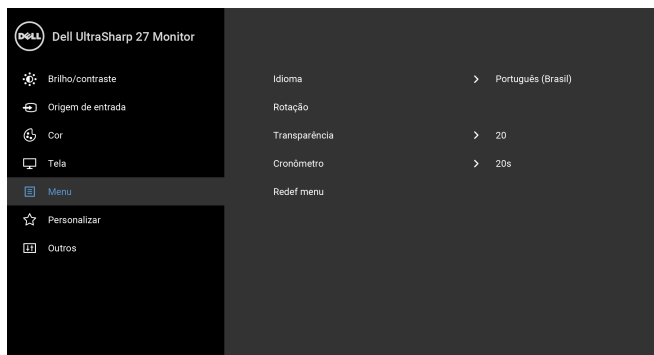 DELL Dell UltraSharp 27 Monitor
Brilho/contraste
Idioma
Português (Brasil)
Origem de entrada
Rotação
Cor
Transparência
20
Tela
Cronômetro
20s
Menu
Redef menu
Personalizar
Outros